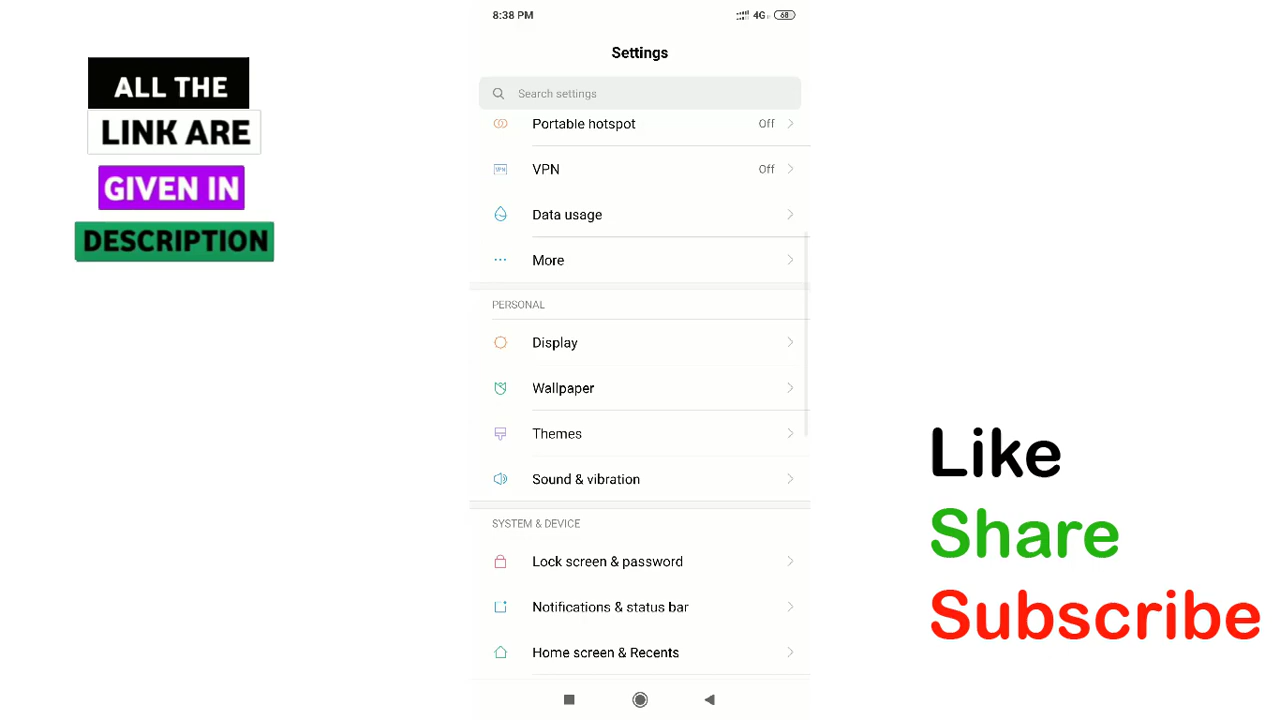 ALL THE
LINK ARE
GIVEN IN
DESCRIPTION
8:38 PM
4G
68
Settings
Search settings
Portable hotspot Off
VPN VPN Off
Data usage
More
PERSONAL
Display
Wallpaper
Themes
Sound & vibration
SYSTEM & DEVICE
Lock screen & password
Notifications & status bar
Home screen & Recents
Like
Share
Subscribe